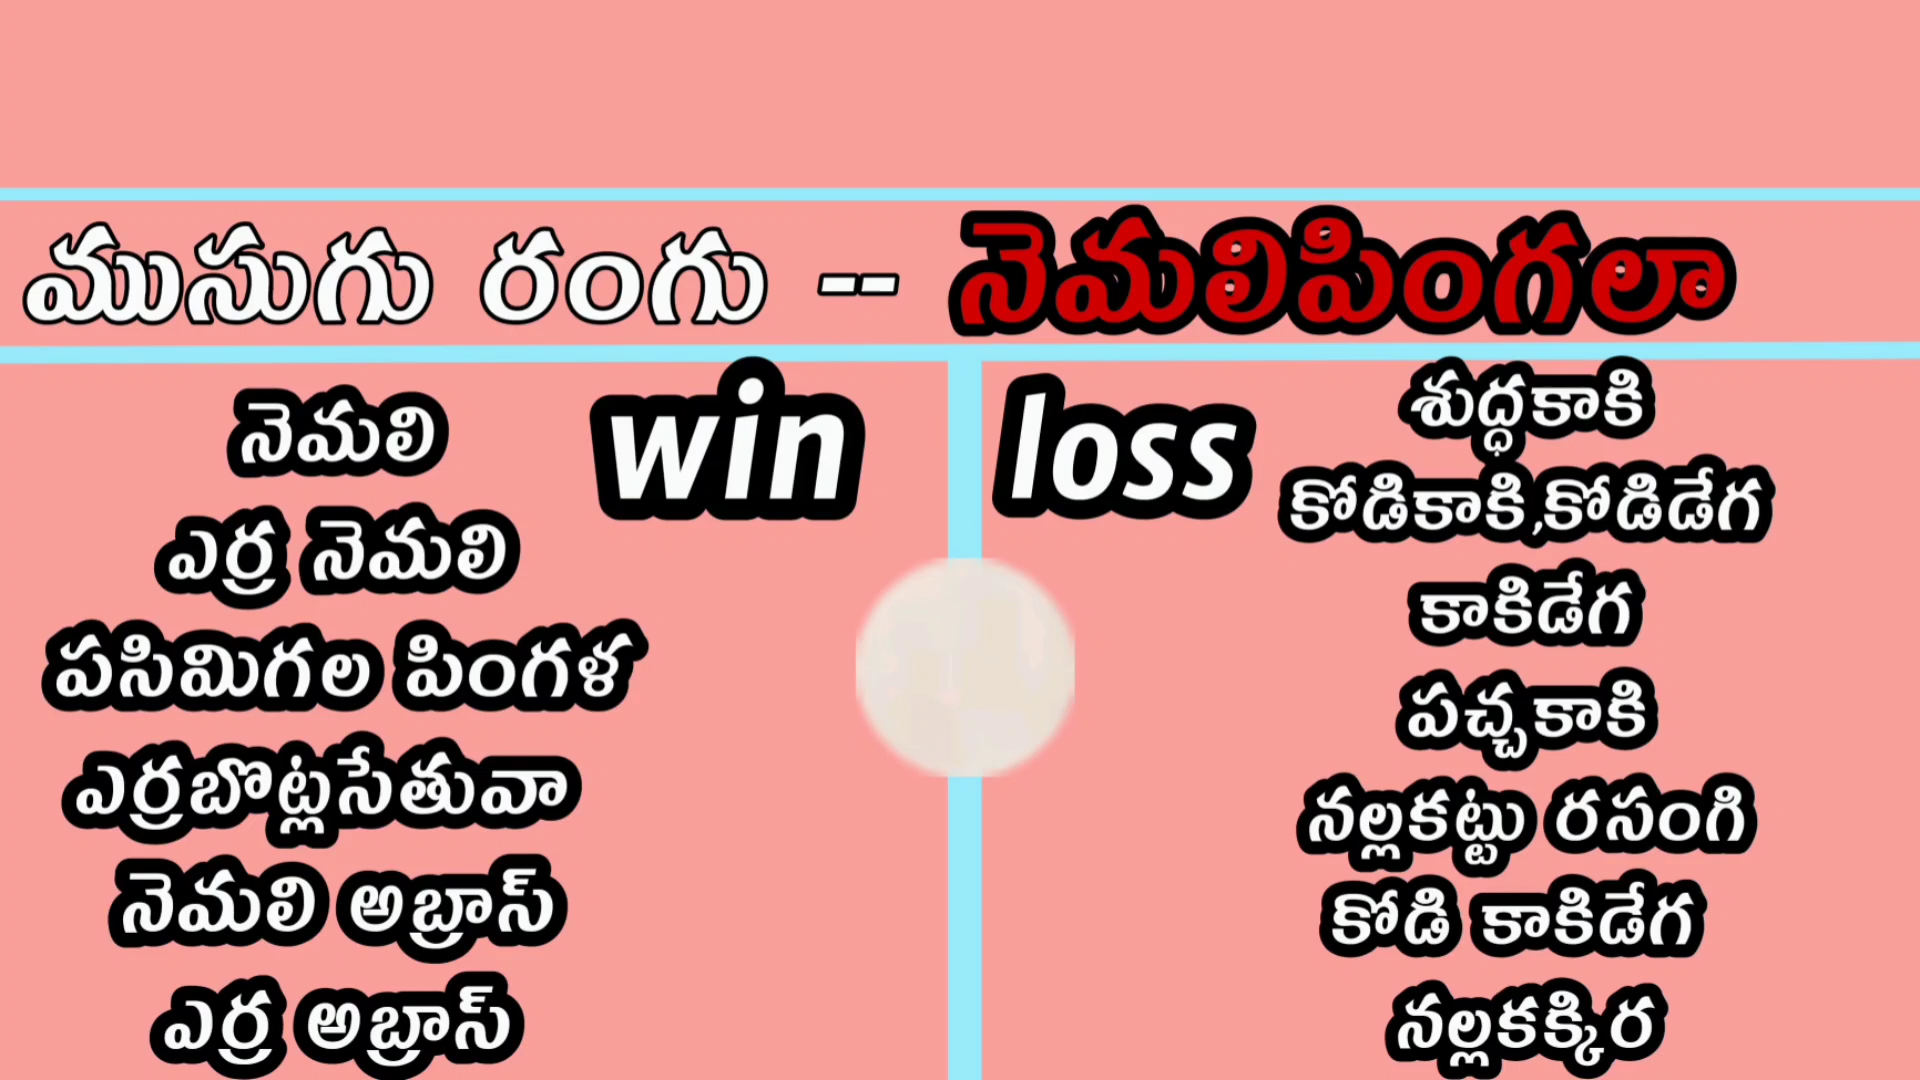 ముసుగు రంగు -- నెమలిపింగలా
win
నెమలి
ఎర్ర నెమలి
పసిమిగల పింగళ
ఎర్రబొట్లసేతువా
నెమలి అబ్రాస్
ఎర్ర అబ్రాస్
loss
శుద్ధకాకి
కోడికాకి,కోడిడేగ
కాకిడేగ
పచ్చకాకి
నల్లకట్టు రసంగి
కోడి కాకిడేగ
నల్లకక్కిర